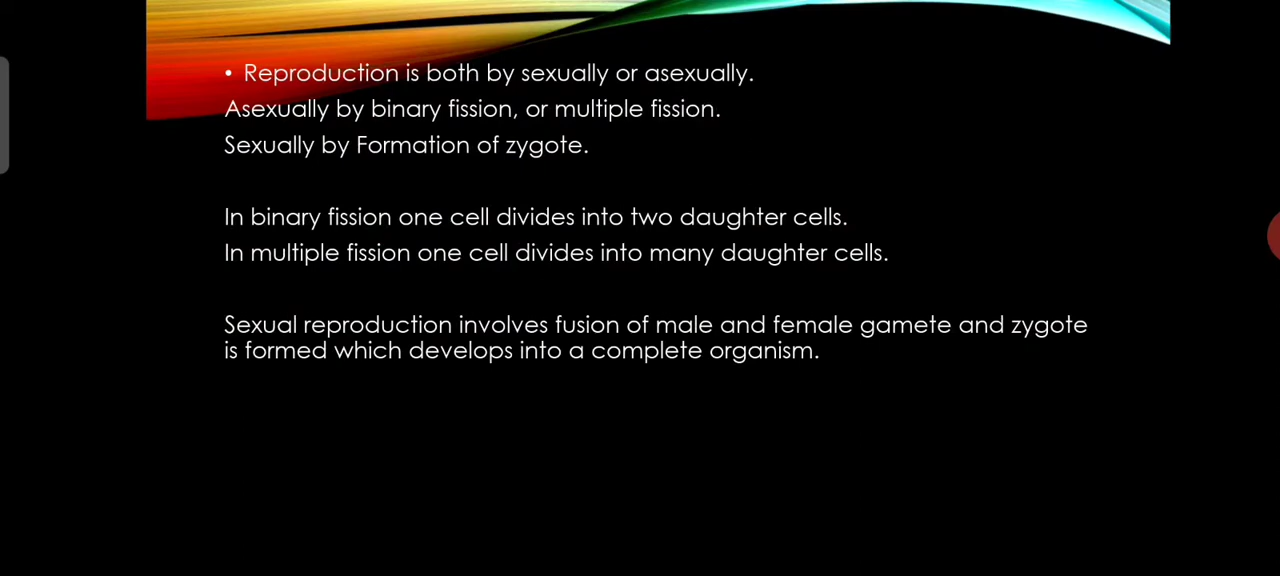 • Reproduction is both by sexually or asexually.
Asexually by binary fission, or multiple fission.
Sexually by Formation of zygote.
In binary fission one cell divides into two daughter cells.
In multiple fission one cell divides into many daughter cells.
Sexual reproduction involves fusion of male and female gamete and zygote
is formed which develops into a complete organism.